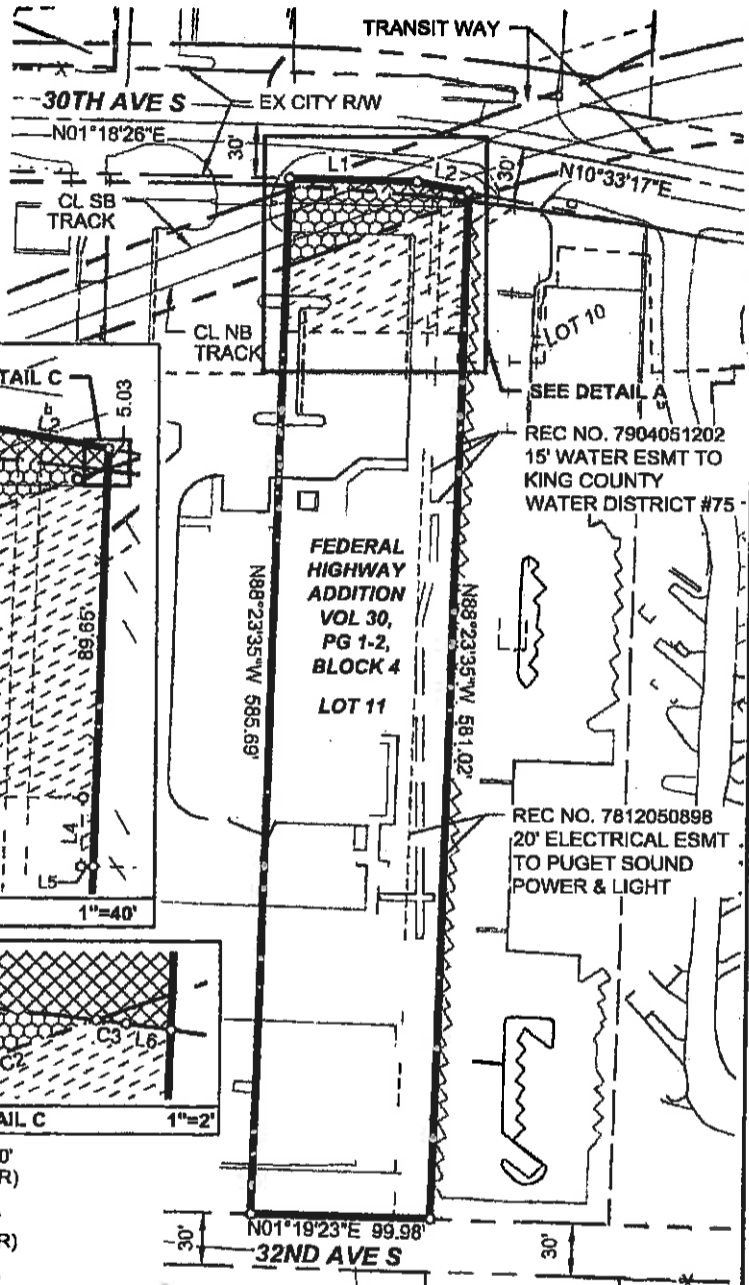 TRANSIT WAY
30TH AVE S
EX CITY R/W
N01°18'26"E
30'
L1
L2
30'
N10°33'17"E
CL SB
TRACK
CL NB
TRACK
LOT 10
SEE DETAIL A
TAIL C
L2
5.03
REC NO. 7904051202
15' WATER ESMT TO
KING COUNTY
WATER DISTRICT #75
FEDERAL
HIGHWAY
ADDITION
VOL 30,
PG 1-2,
BLOCK 4
LOT 11
N88°23'35"W 585.69'
N88°23'35"W 581.02'
89.65'
L4
L5
1"=40'
REC NO. 7812050898
20' ELECTRICAL ESMT
TO PUGET SOUND
POWER & LIGHT
C2
C3
L6
AIL C
1"=2'
0'
R)
R)
30'
N01°19'23"E 99.98'
32ND AVE S
30'